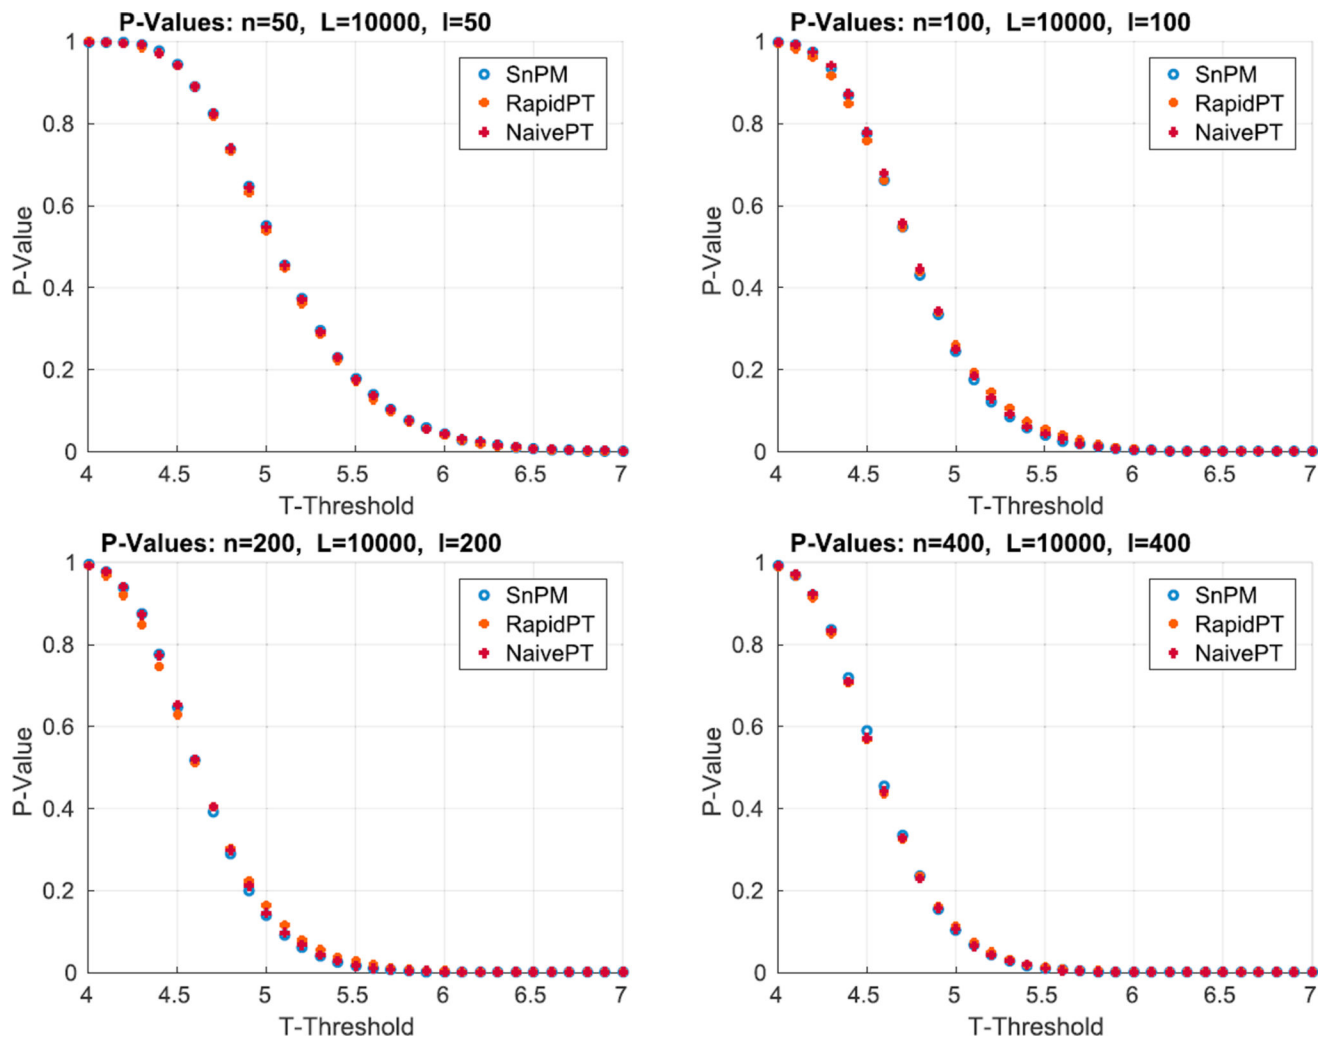 P-Values: n=50, L=10000, l=50
1
0.8
0.6
0.4
0.2
0
P-Value
SnPM
RapidPT
NaivePT
4 4.5 5 5.5 6 6.5 7
T-Threshold
P-Values: n=100, L=10000, l=100
1
0.8
0.6
0.4
0.2
0
P-Value
SnPM
RapidPT
NaivePT
4 4.5 5 5.5 6 6.5 7
T-Threshold
P-Values: n=200, L=10000, l=200
1
0.8
0.6
0.4
0.2
0
P-Value
SnPM
RapidPT
NaivePT
4 4.5 5 5.5 6 6.5 7
T-Threshold
P-Values: n=400, L=10000, l=400
1
0.8
0.6
0.4
0.2
0
P-Value
SnPM
RapidPT
NaivePT
4 4.5 5 5.5 6 6.5 7
T-Threshold